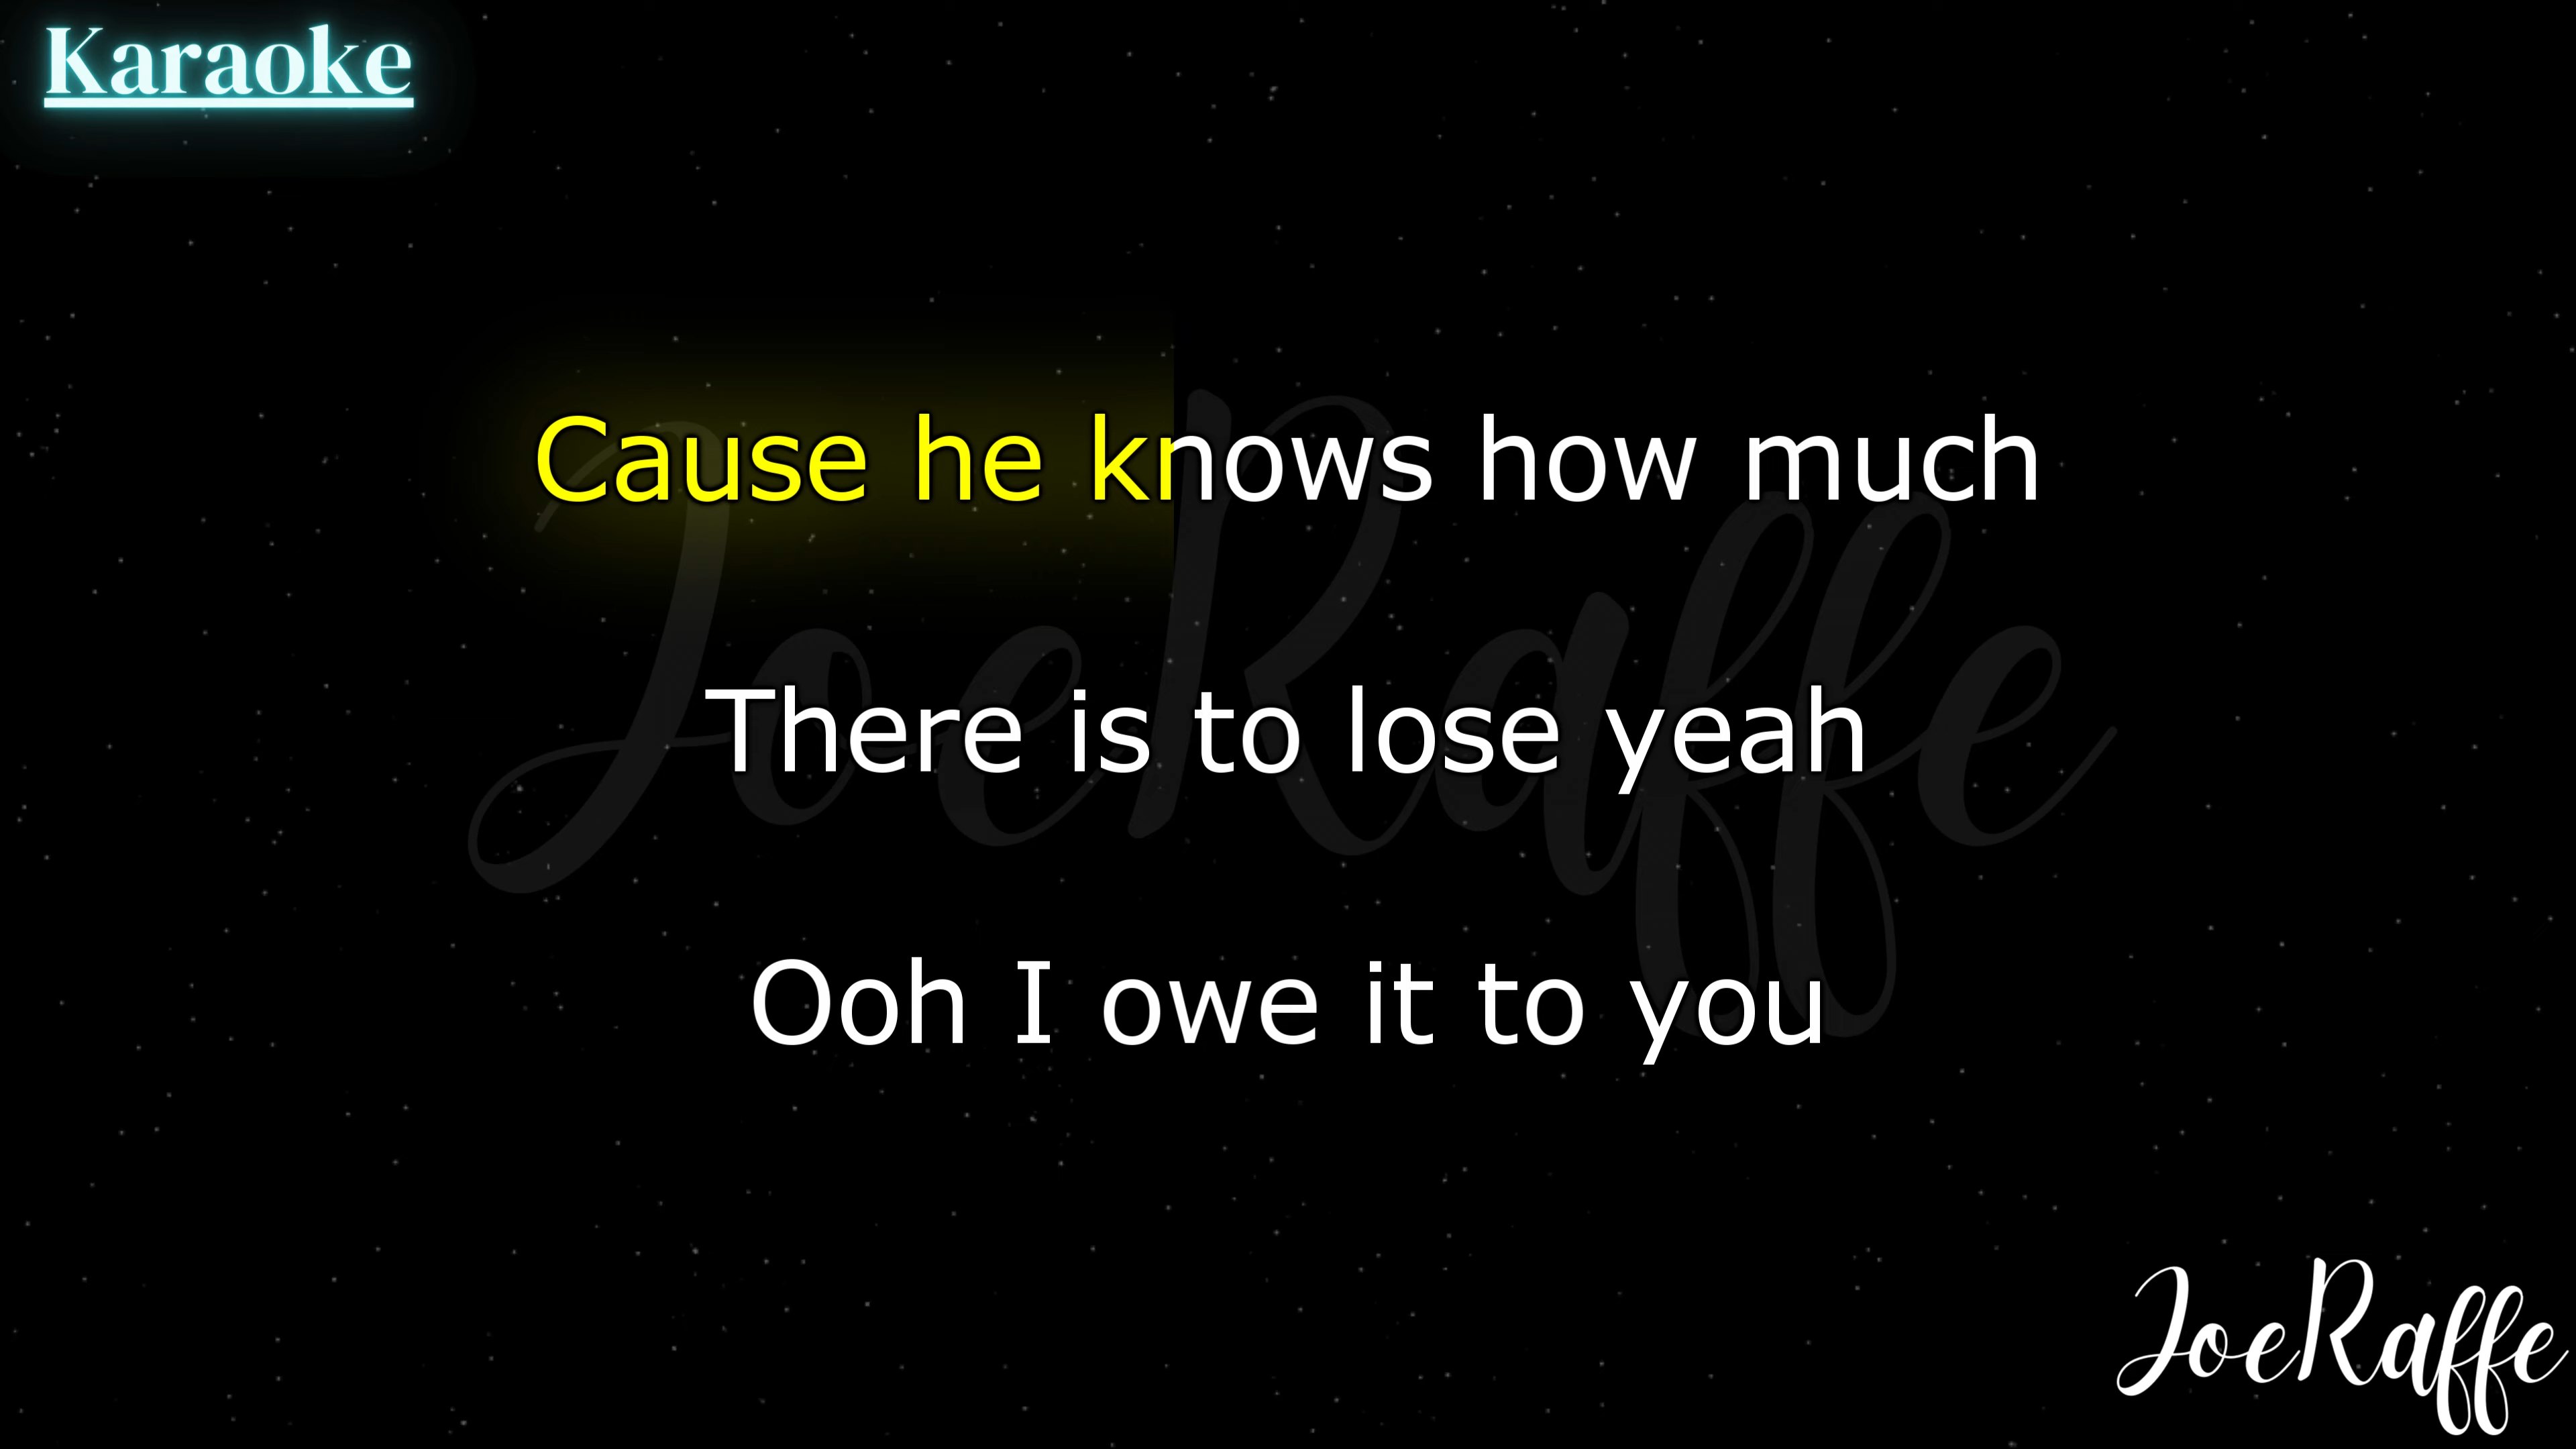 Karaoke
Cause he knows how much
There is to lose yeah
Ooh I owe it to you
JoeRaffe
JoeRaffe